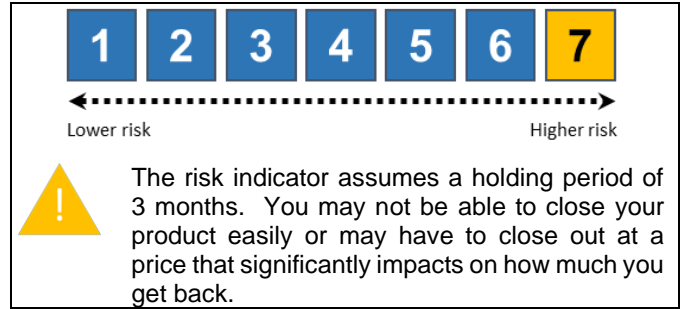 1 2 3 4 5 6 7
Lower risk Higher risk
!
The risk indicator assumes a holding period of
3 months. You may not be able to close your
product easily or may have to close out at a
price that significantly impacts on how much you
get back.